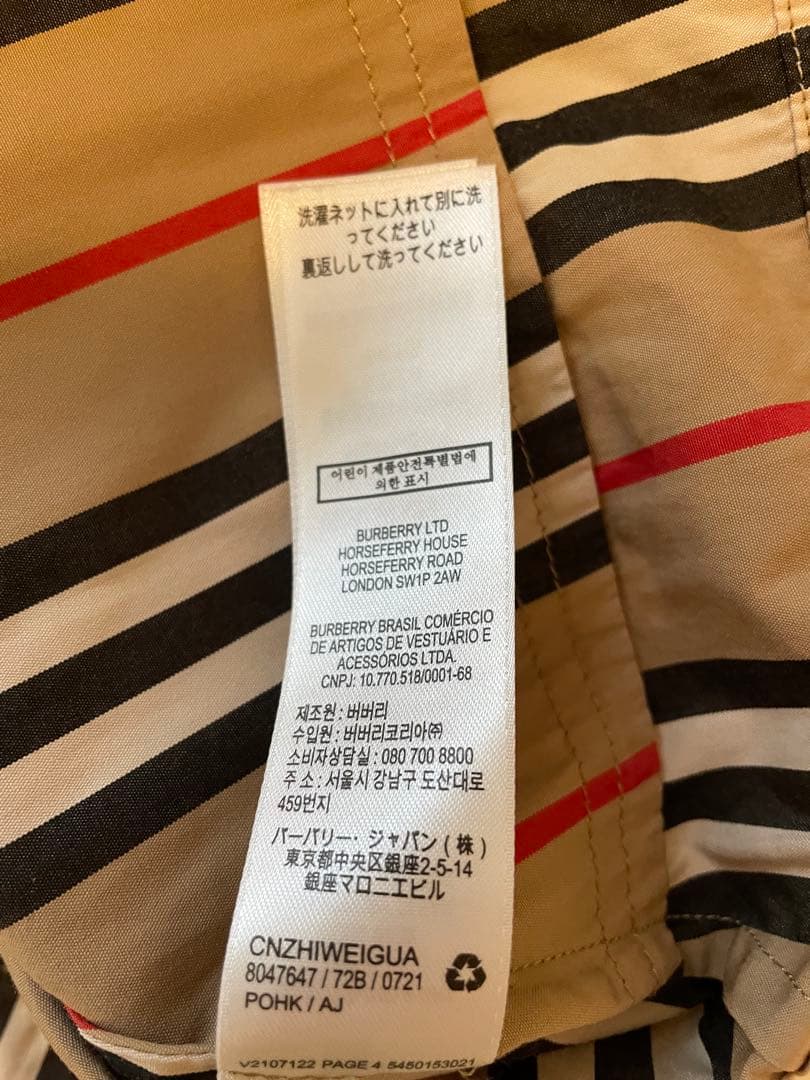 洗濯ネットに入れて別に洗
ってください
裏返しして洗ってください
어린이 제품안전특별법에
의한 표시
BURBERRY LTD
HORSEFERRY HOUSE
HORSEFERRY ROAD
LONDON SW1P 2AW
BURBERRY BRASIL COMÉRCIO
DE ARTIGOS DE VESTUÁRIO E
ACESSÓRIOS LTDA.
CNPJ: 10.770.518/0001-68
제조원 : 버버리
수입원 : 버버리코리아㈜
소비자상담실 : 080 700 8800
주 소 : 서울시 강남구 도산대로
459번지
バーバリー・ジャパン(株)
東京都中央区銀座2-5-14
銀座マロニエビル
CNZHIWEIGUA
8047647 / 72B / 0721
POHK / AJ
V2107122 PAGE 4 5450153021